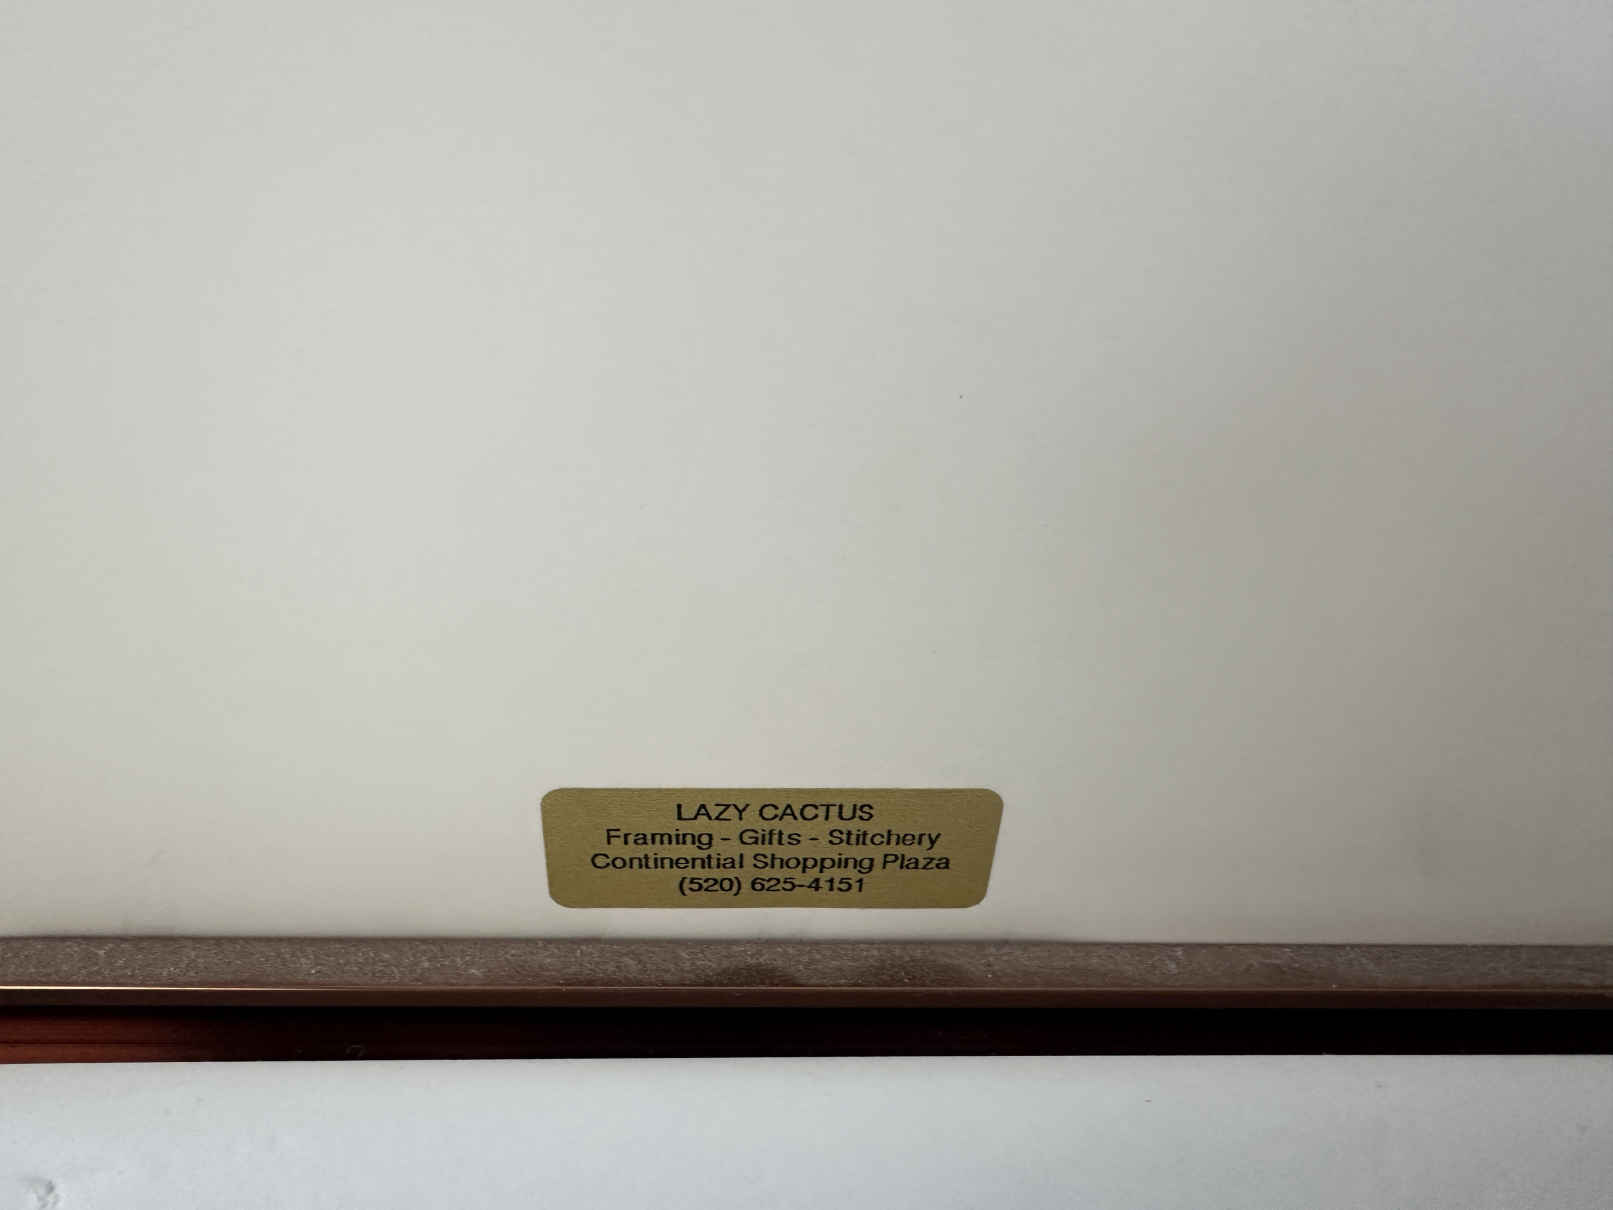 LAZY CACTUS
Framing - Gifts - Stitchery
Continential Shopping Plaza
(520) 625-4151